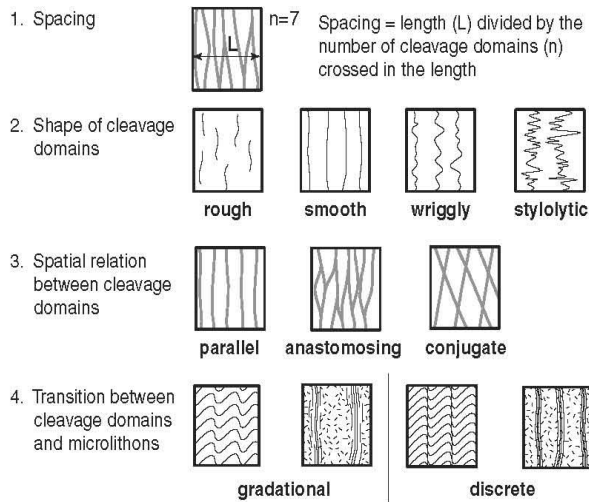 1. Spacing
L
n=7
Spacing = length (L) divided by the
number of cleavage domains (n)
crossed in the length
2. Shape of cleavage
domains
rough smooth wriggly stylolytic
3. Spatial relation
between cleavage
domains
parallel anastomosing conjugate
4. Transition between
cleavage domains
and microlithons
gradational discrete